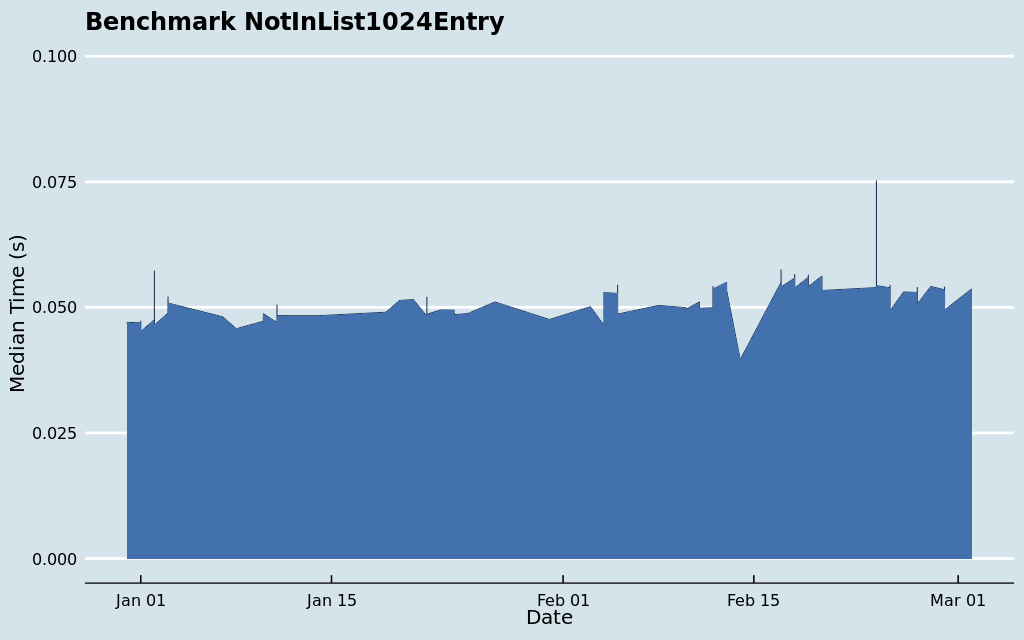 Benchmark NotInList1024Entry
0.100
0.075
0.050
0.025
0.000
Median Time (s)
Jan 01 Jan 15 Feb 01 Feb 15 Mar 01
Date